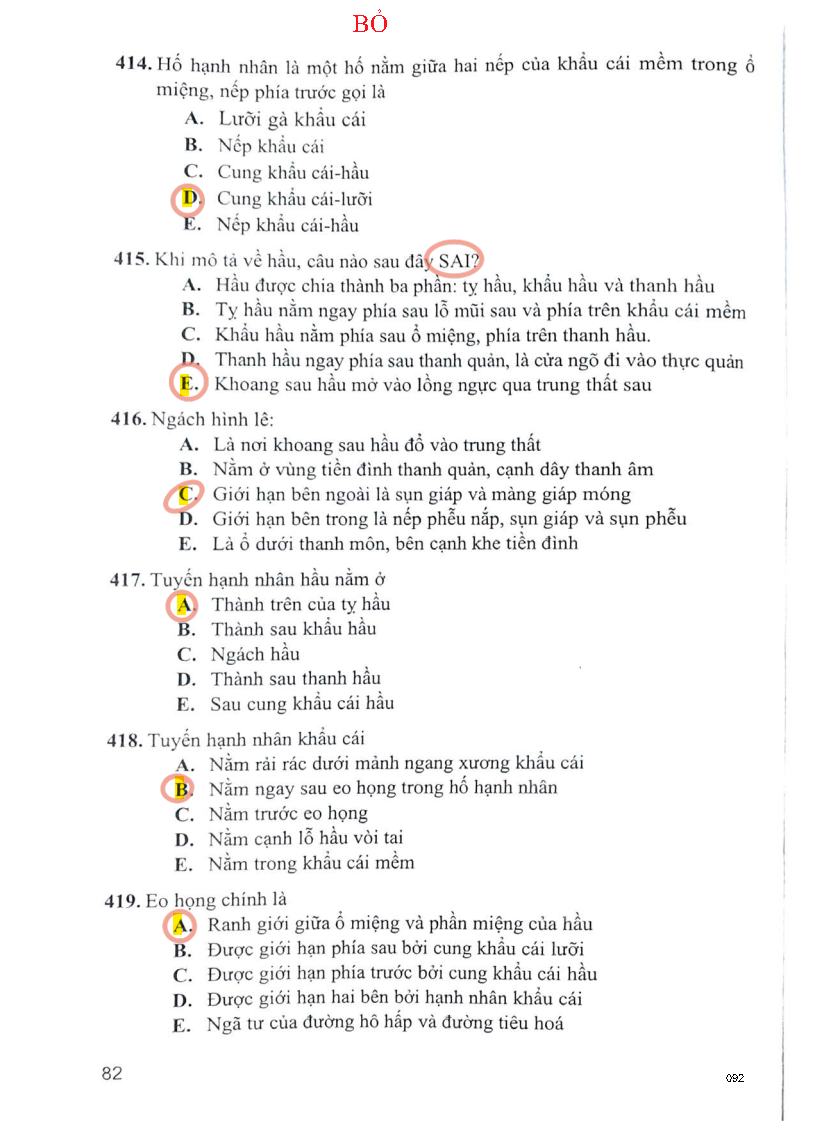 BỎ
414. Hố hạnh nhân là một hố nằm giữa hai nếp của khẩu cái mềm trong ổ
miệng, nếp phía trước gọi là
A. Lưỡi gà khẩu cái
B. Nếp khẩu cái
C. Cung khẩu cái-hầu
D. Cung khẩu cái-lưỡi
E. Nếp khẩu cái-hầu
415. Khi mô tả về hầu, câu nào sau đây SAI?
A. Hầu được chia thành ba phần: tỵ hầu, khẩu hầu và thanh hầu
B. Tỵ hầu nằm ngay phía sau lỗ mũi sau và phía trên khẩu cái mềm
C. Khẩu hầu nằm phía sau ổ miệng, phía trên thanh hầu.
D. Thanh hầu ngay phía sau thanh quản, là cửa ngõ đi vào thực quản
E. Khoang sau hầu mở vào lồng ngực qua trung thất sau
416. Ngách hình lê:
A. Là nơi khoang sau hầu đổ vào trung thất
B. Nằm ở vùng tiền đình thanh quản, cạnh dây thanh âm
C. Giới hạn bên ngoài là sụn giáp và màng giáp móng
D. Giới hạn bên trong là nếp phễu nắp, sụn giáp và sụn phễu
E. Là ổ dưới thanh môn, bên cạnh khe tiền đình
417. Tuyến hạnh nhân hầu nằm ở
A. Thành trên của tỵ hầu
B. Thành sau khẩu hầu
C. Ngách hầu
D. Thành sau thanh hầu
E. Sau cung khẩu cái hầu
418. Tuyến hạnh nhân khẩu cái
A. Nằm rải rác dưới mảnh ngang xương khẩu cái
B. Nằm ngay sau eo họng trong hố hạnh nhân
C. Nằm trước eo họng
D. Nằm cạnh lỗ hầu vòi tai
E. Nằm trong khẩu cái mềm
419. Eo họng chính là
A. Ranh giới giữa ổ miệng và phần miệng của hầu
B. Được giới hạn phía sau bởi cung khẩu cái lưỡi
C. Được giới hạn phía trước bởi cung khẩu cái hầu
D. Được giới hạn hai bên bởi hạnh nhân khẩu cái
E. Ngã tư của đường hô hấp và đường tiêu hoá
82
092